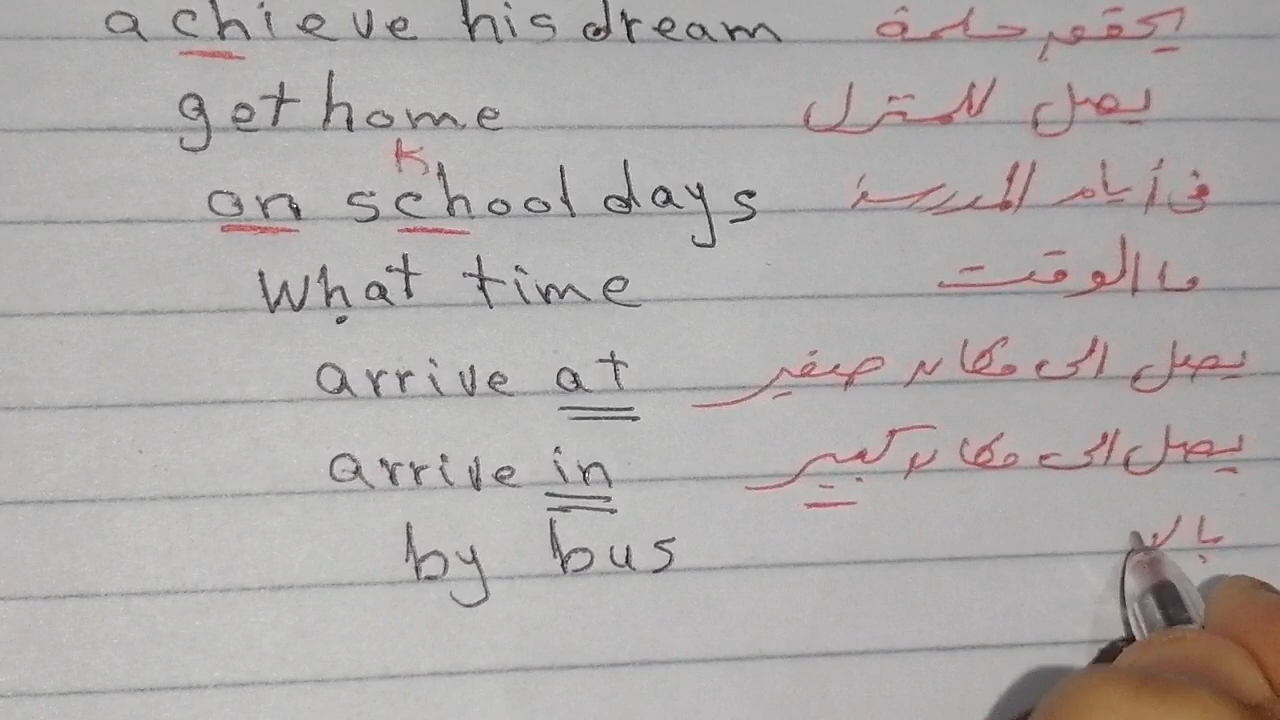 achieve his dream يحقق حلمة
get home يصل للمنزل
K
on school days فى أيام المدرسة
What time ما الوقت
arrive at يصل الى مكان صغير
arrive in يصل الى مكان كبير
by bus